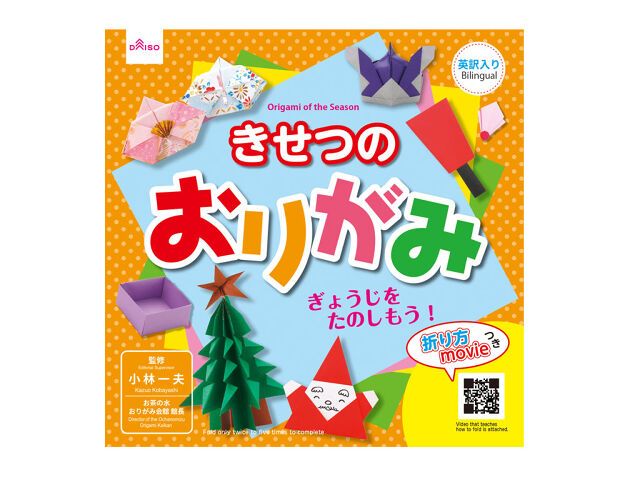 DAISO
英訳入り
Bilingual
Origami of the Season
きせつの
おりがみ
ぎょうじを
たのしもう！
折り方
movie
つき
監修
Editorial Supervisor
小林一夫
Kazuo Kobayashi
お茶の水
おりがみ会館 館長
Director of the Ochanomizu
Origami Kaikan
Fold only twice to five times to complete.
Video that teaches
how to fold is attached.